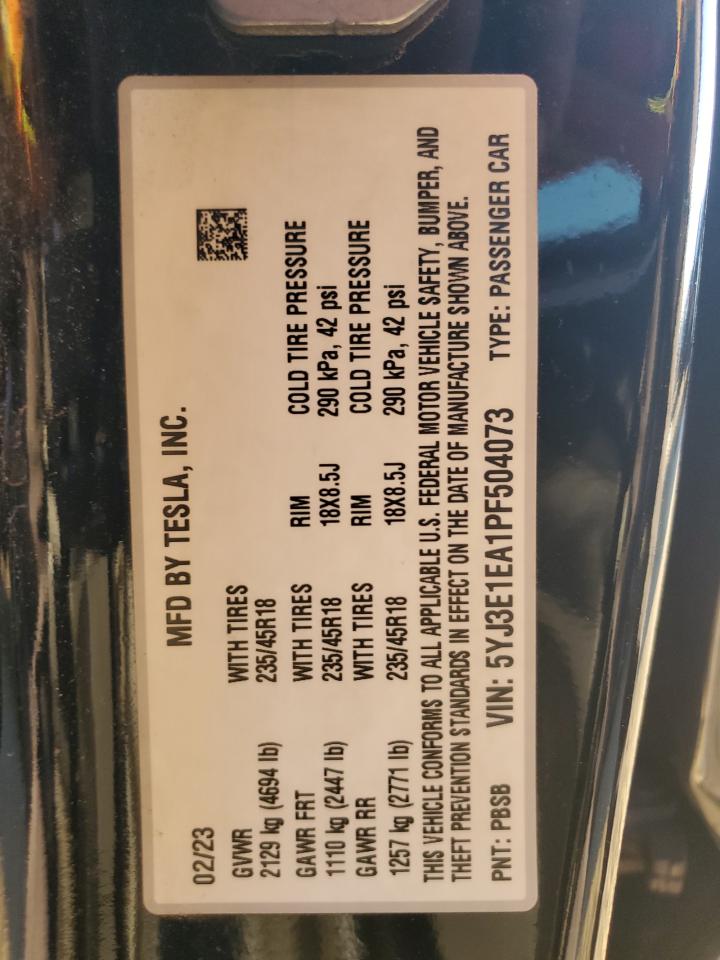 MFD BY TESLA, INC.
02/23
GVWR WITH TIRES
2129 kg (4694 lb) 235/45R18
GAWR FRT WITH TIRES RIM COLD TIRE PRESSURE
1110 kg (2447 lb) 235/45R18 18X8.5J 290 kPa, 42 psi
GAWR RR WITH TIRES RIM COLD TIRE PRESSURE
1257 kg (2771 lb) 235/45R18 18X8.5J 290 kPa, 42 psi
THIS VEHICLE CONFORMS TO ALL APPLICABLE U.S. FEDERAL MOTOR VEHICLE SAFETY, BUMPER, AND
THEFT PREVENTION STANDARDS IN EFFECT ON THE DATE OF MANUFACTURE SHOWN ABOVE.
PNT: PBSB VIN: 5YJ3E1EA1PF504073 TYPE: PASSENGER CAR